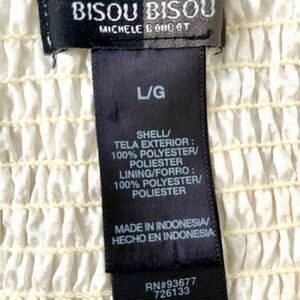 BISOU BISOU
MICHELE BOHBOT
L/G
SHELL/
TELA EXTERIOR :
100% POLYESTER/
POLIESTER
LINING/FORRO :
100% POLYESTER/
POLIESTER
MADE IN INDONESIA/
HECHO EN INDONESIA
RN#93677
726133